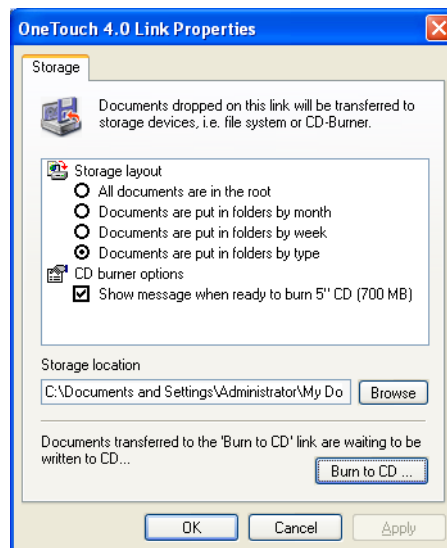 OneTouch 4.0 Link Properties
Storage
Documents dropped on this link will be transferred to
storage devices, i.e. file system or CD-Burner.
Storage layout
All documents are in the root
Documents are put in folders by month
Documents are put in folders by week
Documents are put in folders by type
CD burner options
Show message when ready to burn 5" CD (700 MB)
Storage location
C:\Documents and Settings\Administrator\My Do
Browse
Documents transferred to the 'Burn to CD' link are waiting to be
written to CD...
Burn to CD ...
OK
Cancel
Apply